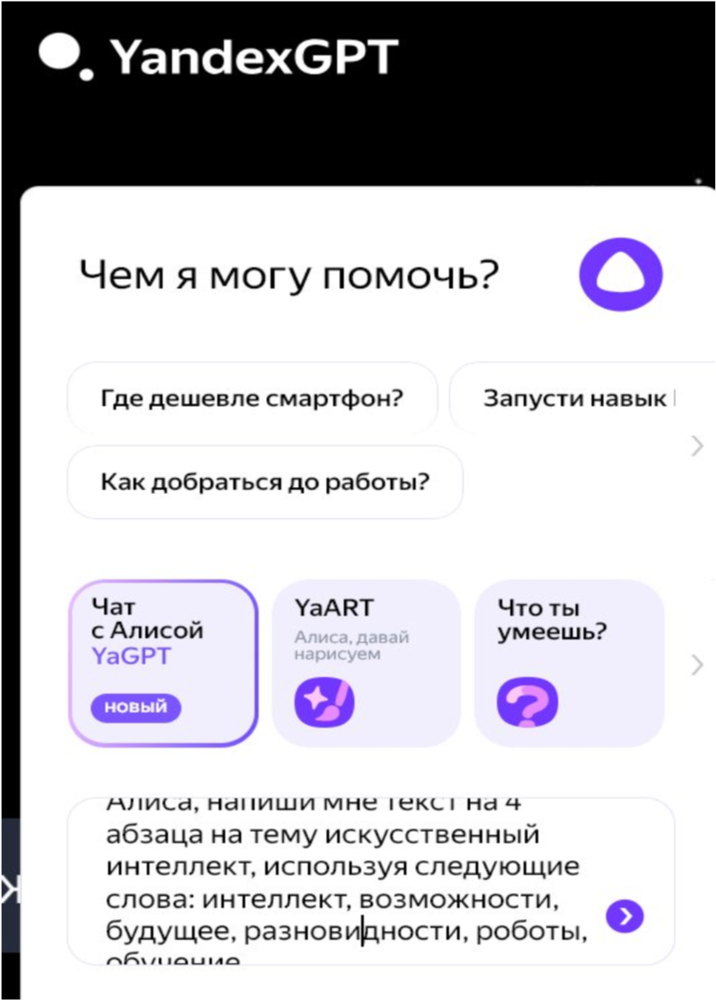 YandexGPT
Чем я могу помочь?
Где дешевле смартфон?
Запусти навык
Как добраться до работы?
Чат
с Алисой
YaGPT
новый
YaART
Алиса, давай
нарисуем
Что ты
умеешь?
Алиса, напиши мне текст на 4
абзаца на тему искусственный
интеллект, используя следующие
слова: интеллект, возможности,
будущее, разновидности, роботы,
обучение